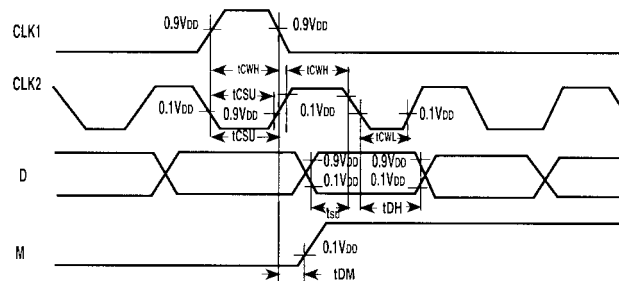 CLK1
0.9VDD
0.9VDD
tCWH
tCWH
CLK2
tCSU
0.1VDD
0.9VDD
0.1VDD
0.1VDD
tCSU
tCWL
D
0.9VDD
0.9VDD
0.1VDD
0.1VDD
tSD
tDH
M
0.1VDD
tDM